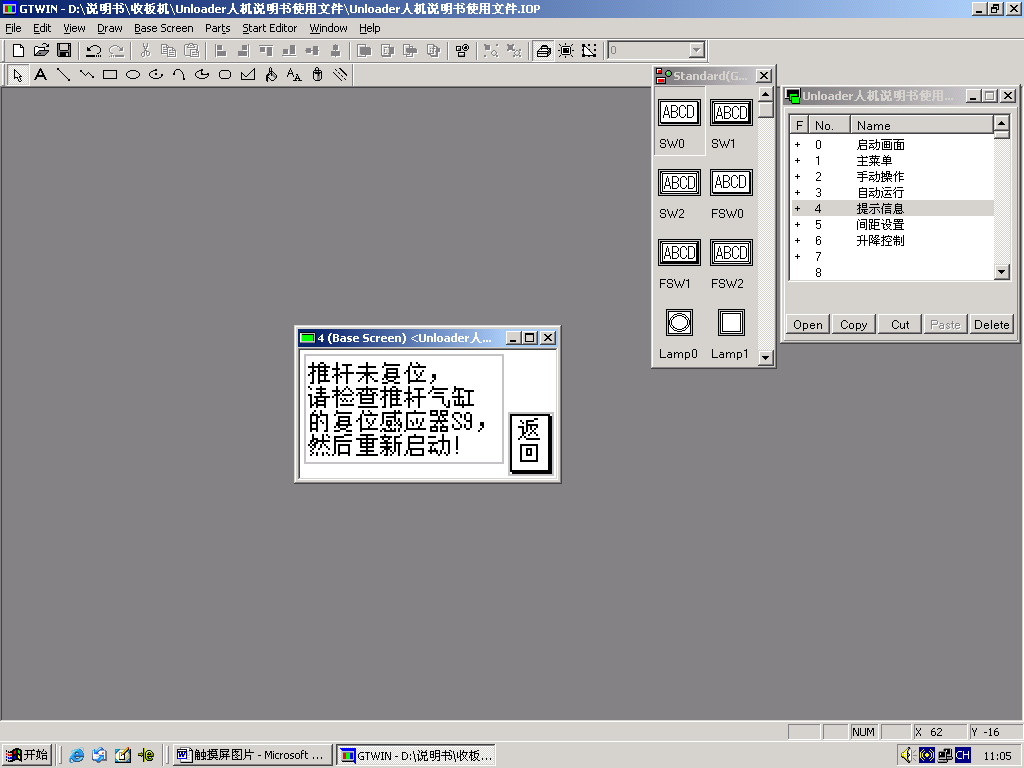 GTWIN - D:\说明书\收板机\Unloader人机说明书使用文件\Unloader人机说明书使用文件.IOP
File Edit View Draw Base Screen Parts Start Editor Window Help
0
Standard(G...
ABCD ABCD
SW0 SW1
ABCD ABCD
SW2 FSW0
ABCD ABCD
FSW1 FSW2
Lamp0 Lamp1
Unloader人机说明书使用...
F No. Name
+ 0 启动画面
+ 1 主菜单
+ 2 手动操作
+ 3 自动运行
+ 4 提示信息
+ 5 间距设置
+ 6 升降控制
+ 7
8
Open Copy Cut Paste Delete
4 (Base Screen) <Unloader人...
推杆未复位，
请检查推杆气缸
的复位感应器S9，
然后重新启动!
返
回
NUM X 62 Y -16
开始 触摸屏图片 - Microsoft ... GTWIN - D:\说明书\收板... CH 11:05